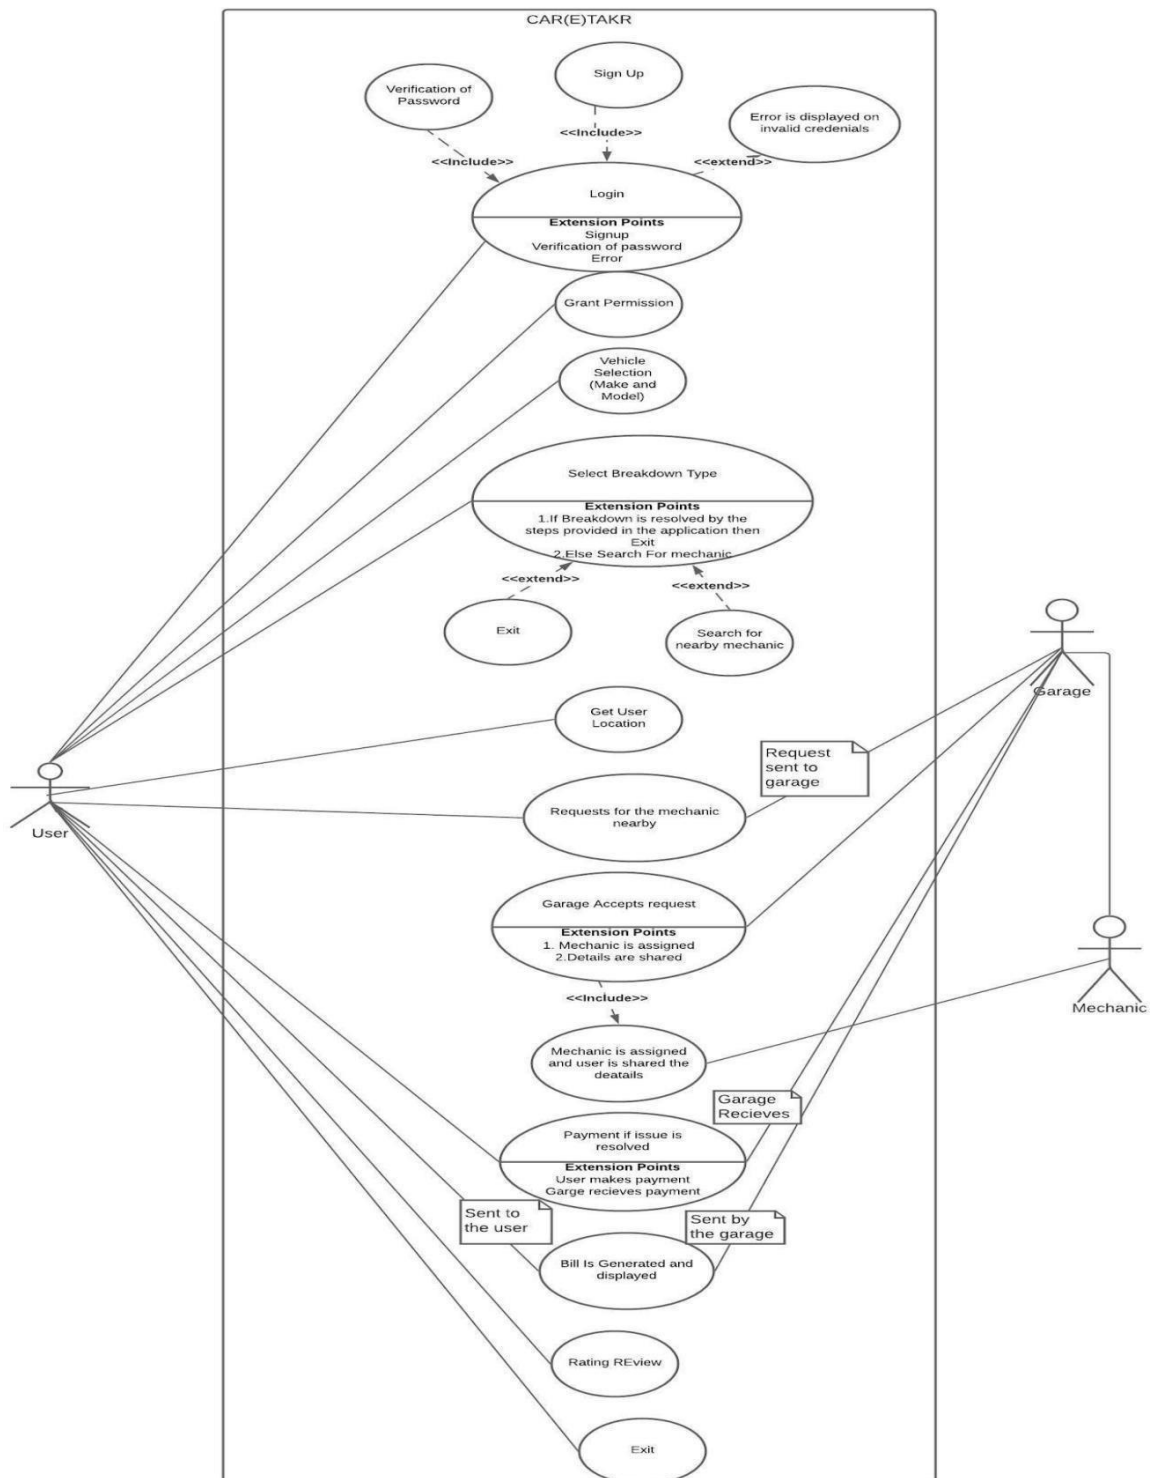 CAR(E)TAKR
Sign Up
Verification of
Password
Error is displayed on
invalid credenials
<<Include>>
<<Include>>
<<extend>>
Login
Extension Points
Signup
Verification of password
Error
Grant Permission
Vehicle
Selection
(Make and
Model)
Select Breakdown Type
Extension Points
1.If Breakdown is resolved by the
steps provided in the application then
Exit
2.Else Search For mechanic
<<extend>>
<<extend>>
Exit
Search for
nearby mechanic
Garage
Get User
Location
Request
sent to
garage
User
Requests for the mechanic
nearby
Garage Accepts request
Extension Points
1. Mechanic is assigned
2.Details are shared
<<Include>>
Mechanic
Mechanic is assigned
and user is shared the
deatails
Garage
Recieves
Payment if issue is
resolved
Extension Points
User makes payment
Garge recieves payment
Sent to
the user
Sent by
the garage
Bill Is Generated and
displayed
Rating REview
Exit